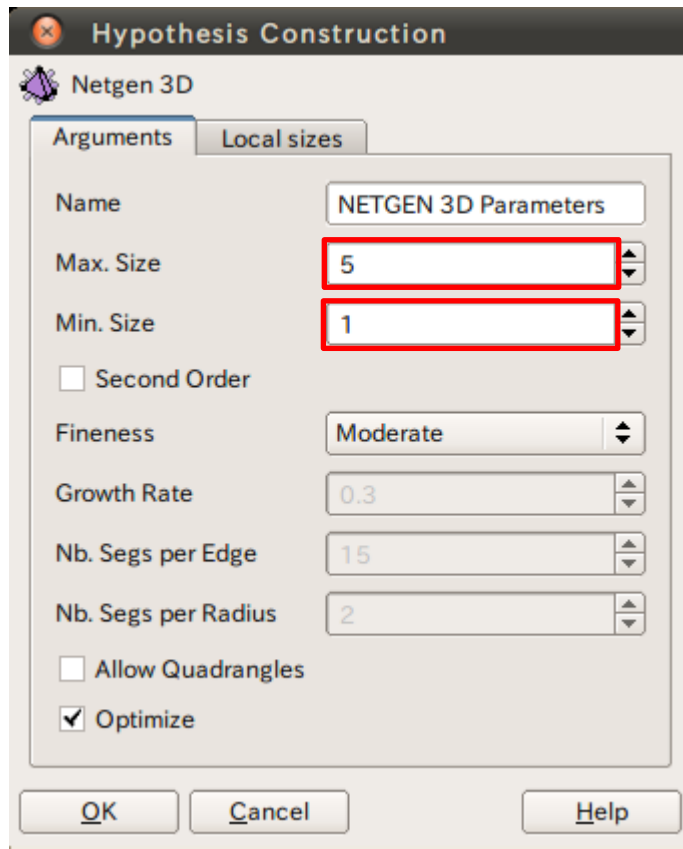 Hypothesis Construction
Netgen 3D
Arguments Local sizes
Name NETGEN 3D Parameters
Max. Size 5
Min. Size 1
Second Order
Fineness Moderate
Growth Rate 0.3
Nb. Segs per Edge 15
Nb. Segs per Radius 2
Allow Quadrangles
Optimize
OK Cancel Help